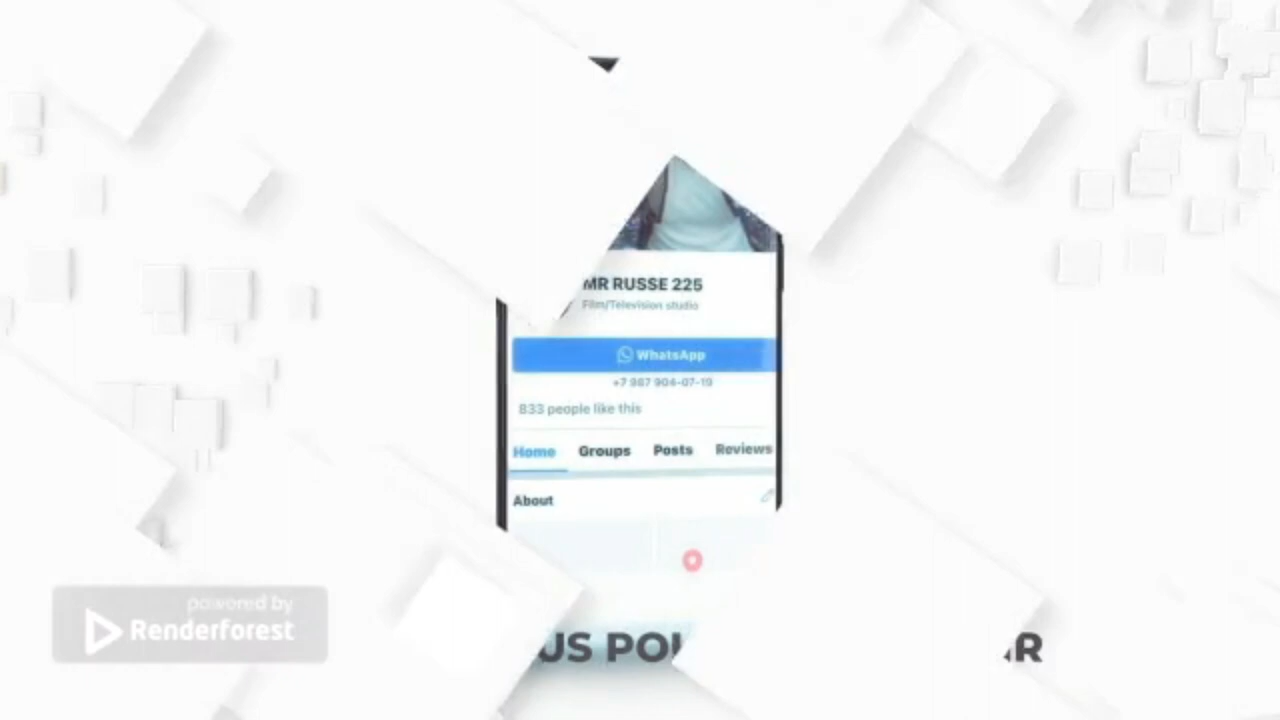 MR RUSSE 225
Film/Television studio
WhatsApp
+7 987 904-07-19
833 people like this
Home Groups Posts Reviews
About
powered by
Renderforest